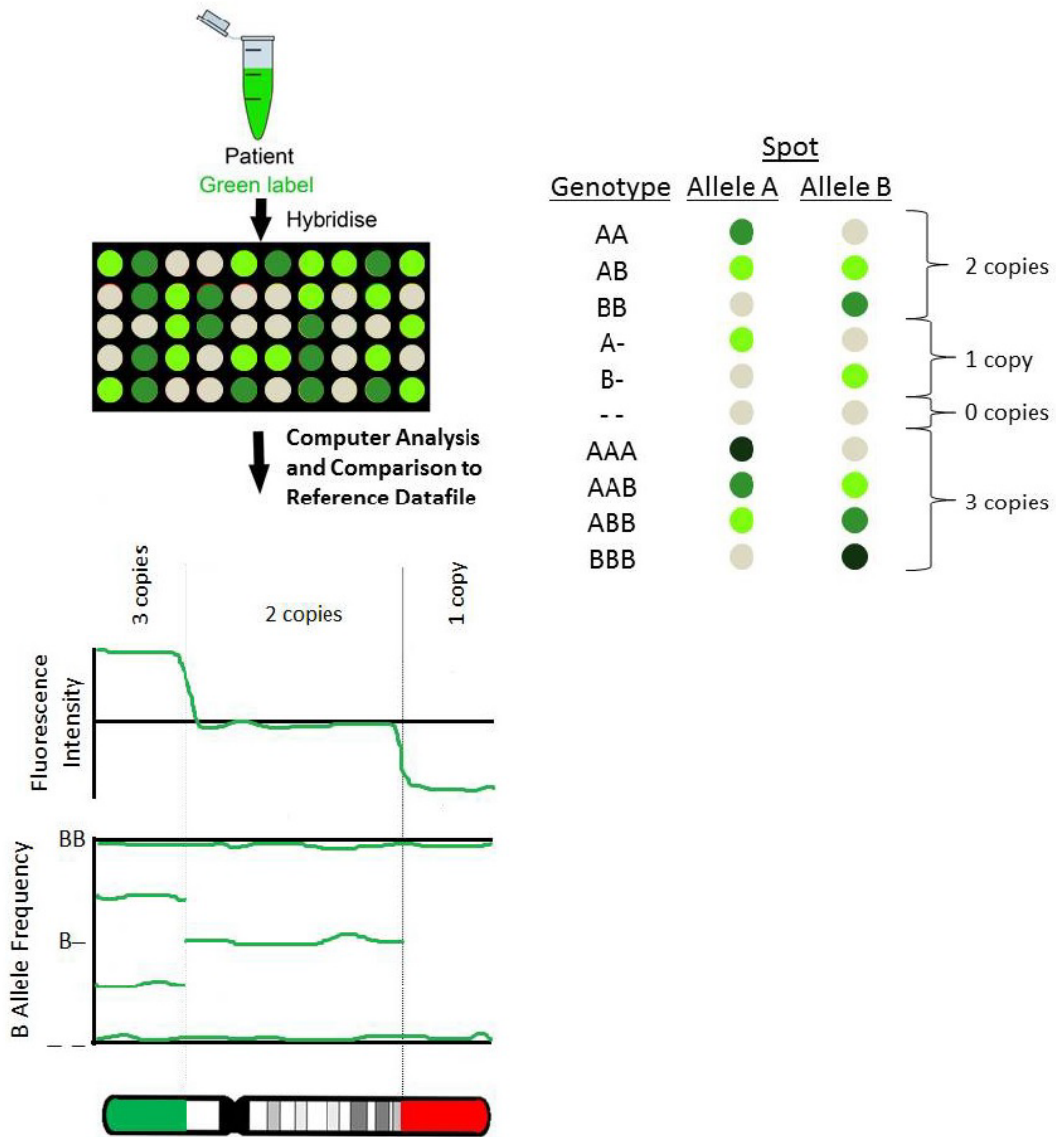 Patient
Green label
Hybridise
Computer Analysis
and Comparison to
Reference Datafile
Spot
Genotype Allele A Allele B
AA
AB
BB
2 copies
A-
B-
1 copy
- -
0 copies
AAA
AAB
ABB
BBB
3 copies
3 copies
2 copies
1 copy
Fluorescence
Intensity
B Allele Frequency
BB
B—
— —